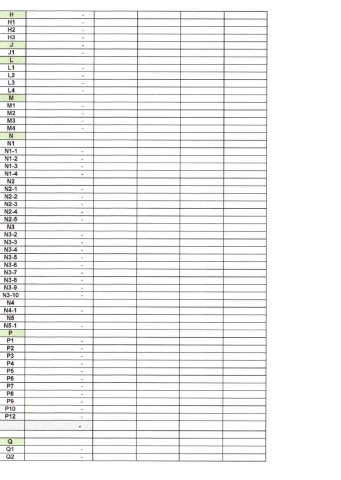 H -
H1 -
H2 -
H3 -
J -
J1 -
L
L1 -
L2 -
L3 -
L4 -
M
M1 -
M2 -
M3 -
M4 -
N
N1
N1-1 -
N1-2 -
N1-3 -
N1-4 -
N2
N2-1 -
N2-2 -
N2-3 -
N2-4 -
N2-5 -
N3
N3-2 -
N3-3 -
N3-4 -
N3-5 -
N3-6 -
N3-7 -
N3-8 -
N3-9 -
N3-10 -
N4
N4-1 -
N5
N5-1 -
P
P1 -
P2 -
P3 -
P4 -
P5 -
P6 -
P7 -
P8 -
P9 -
P10 -
P12 -
-
Q
Q1 -
Q2 -